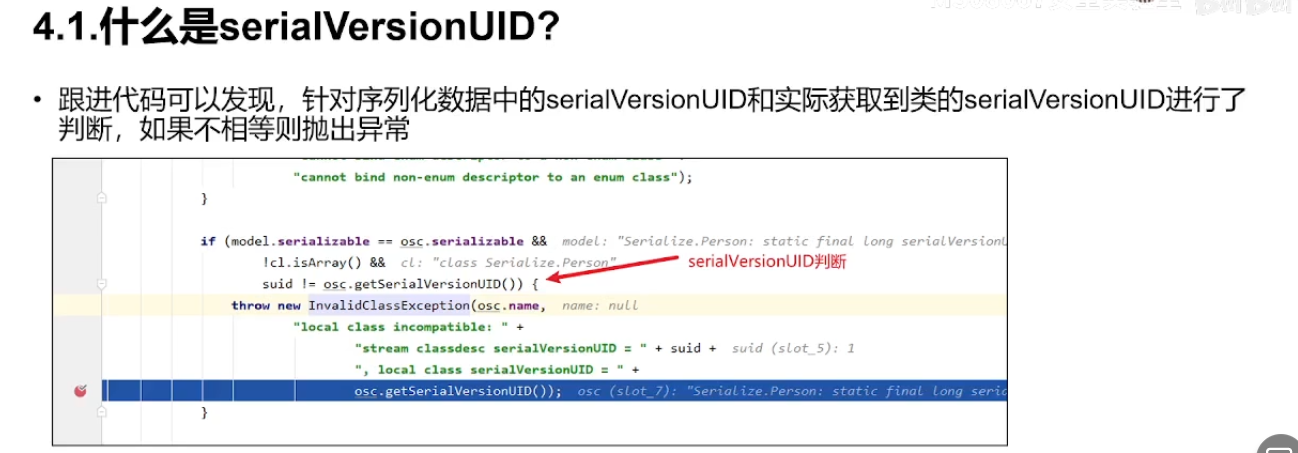 4.1.什么是serialVersionUID?
• 跟进代码可以发现，针对序列化数据中的serialVersionUID和实际获取到类的serialVersionUID进行了
判断，如果不相等则抛出异常
"cannot bind non-enum descriptor to an enum class");
}
if (model.serializable == osc.serializable && model: "Serialize.Person: static final long serialVersionU
!cl.isArray() && cl: "class Serialize.Person"
serialVersionUID判断
suid != osc.getSerialVersionUID()) {
throw new InvalidClassException(osc.name, name: null
"local class incompatible: " +
"stream classdesc serialVersionUID = " + suid + suid (slot_5): 1
", local class serialVersionUID = " +
osc.getSerialVersionUID()); osc (slot_7): "Serialize.Person: static final long seria
}